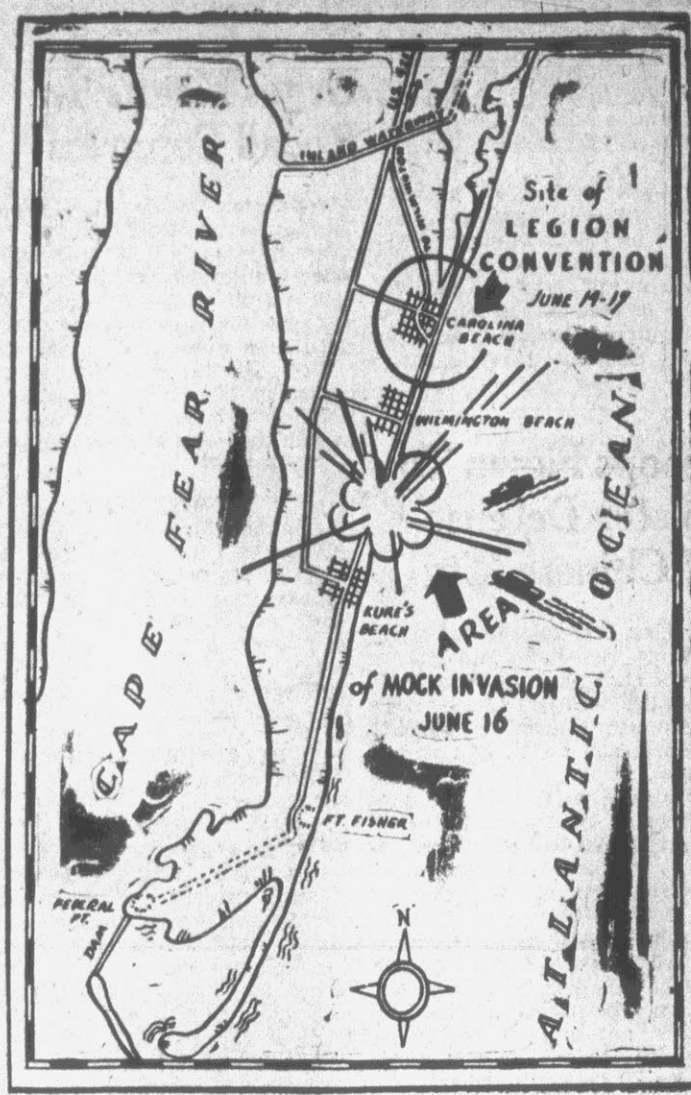 U.S.
INLAND WATERWAY
Site of
LEGION
CONVENTION
JUNE 14-19
CAROLINA
BEACH
WILMINGTON BEACH
CAPE FEAR RIVER
ATLANTIC OCEAN
KURE'S
BEACH
AREA
of MOCK INVASION
JUNE 16
FT. FISHER
FEDERAL
PT.
DAM
N